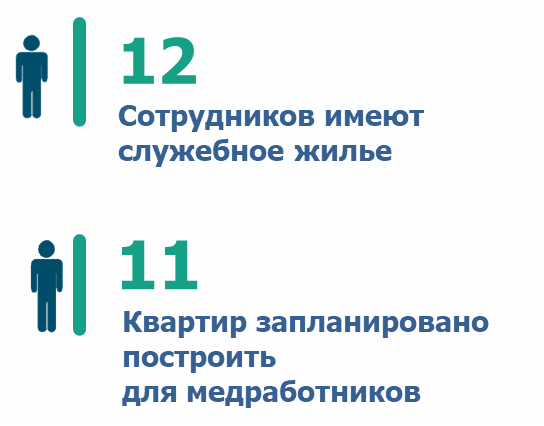 12
Сотрудников имеют
служебное жилье
11
Квартир запланировано
построить
для медработников